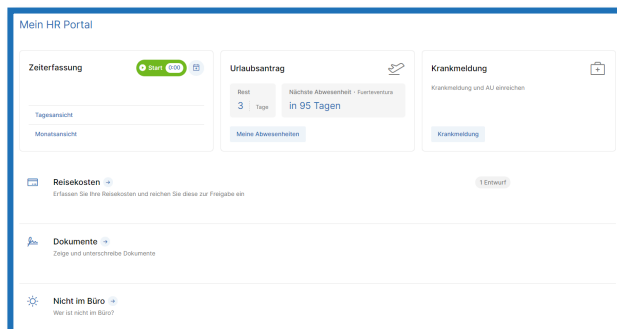 Mein HR Portal
Zeiterfassung
Start 0:00
Urlaubsantrag
Krankmeldung
Rest
Nächste Abwesenheit · Fuerteventura
Krankmeldung und AU einreichen
3 Tage
in 95 Tagen
Tagesansicht
Monatsansicht
Meine Abwesenheiten
Krankmeldung
Reisekosten
1 Entwurf
Erfassen Sie Ihre Reisekosten und reichen Sie diese zur Freigabe ein
Dokumente
Zeige und unterschreibe Dokumente
Nicht im Büro
Wer ist nicht im Büro?